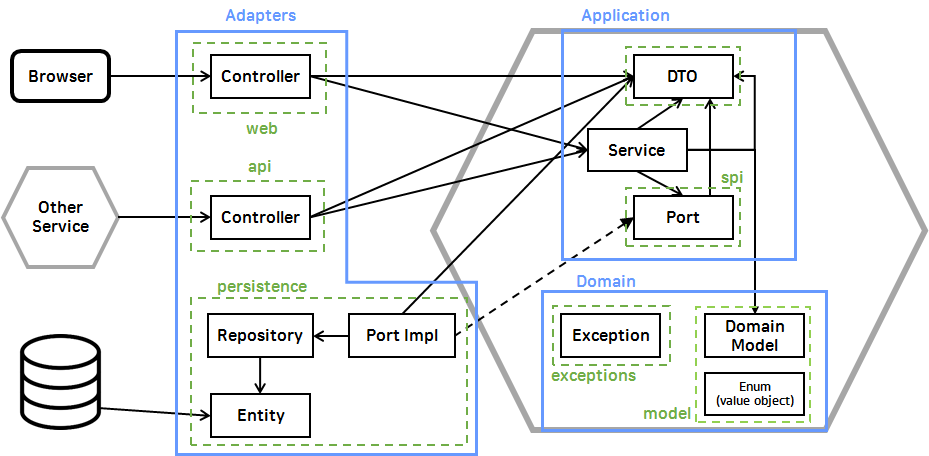 Adapters
Application
Browser
Controller
web
DTO
api
Service
spi
Other
Service
Controller
Port
Domain
persistence
Repository
Port Impl
Exception
exceptions
Domain
Model
Enum
(value object)
model
Entity